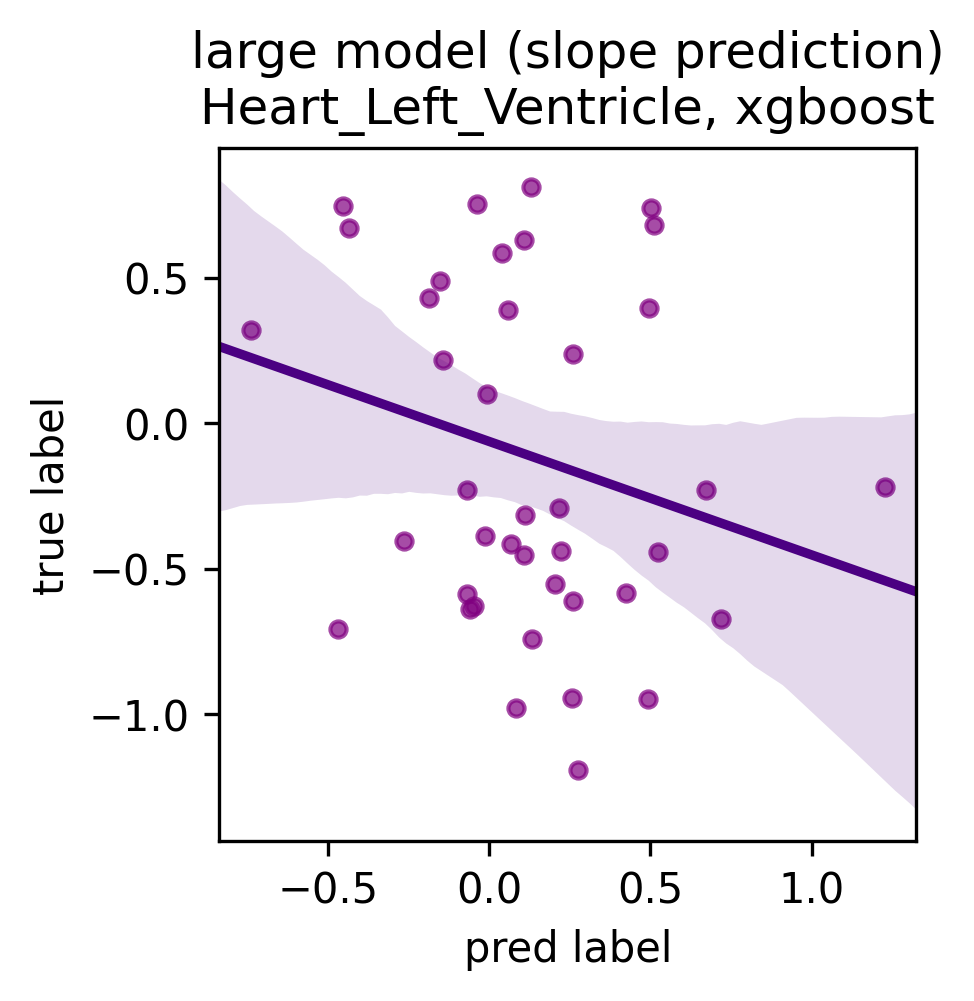 large model (slope prediction)
Heart_Left_Ventricle, xgboost
0.5
0.0
−0.5
−1.0
true label
−0.5
0.0
0.5
1.0
pred label